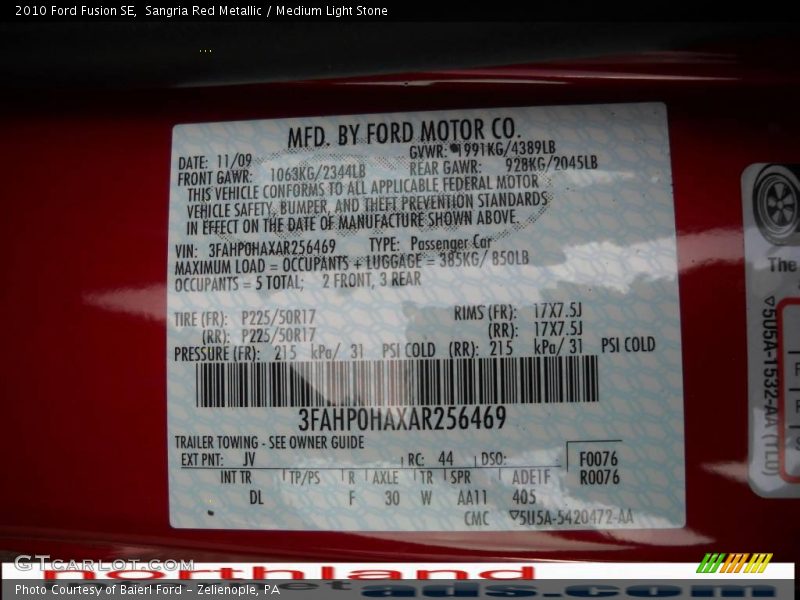 2010 Ford Fusion SE, Sangria Red Metallic / Medium Light Stone
MFD. BY FORD MOTOR CO.
DATE: 11/09 GVWR: 1991KG/4389LB
FRONT GAWR: 1063KG/2344LB REAR GAWR: 928KG/2045LB
THIS VEHICLE CONFORMS TO ALL APPLICABLE FEDERAL MOTOR
VEHICLE SAFETY, BUMPER, AND THEFT PREVENTION STANDARDS
IN EFFECT ON THE DATE OF MANUFACTURE SHOWN ABOVE.
VIN: 3FAHP0HAXAR256469 TYPE: Passenger Car
MAXIMUM LOAD = OCCUPANTS + LUGGAGE = 385KG/ 850LB
OCCUPANTS = 5 TOTAL; 2 FRONT, 3 REAR
TIRE (FR): P225/50R17 RIMS (FR): 17X7.5J
(RR): P225/50R17 (RR): 17X7.5J
PRESSURE (FR): 215 kPa/ 31 PSI COLD (RR): 215 kPa/ 31 PSI COLD
3FAHP0HAXAR256469
TRAILER TOWING - SEE OWNER GUIDE
EXT PNT: JV RC: 44 DSO: F0076
R0076
INT TR TP/PS R AXLE TR SPR ADETF
DL F 30 W AA11 405
CMC ▽5U5A-5420472-AA
The
▽5U5A-1532-AA (LD)
GTCarLot.com
northland
ads.com
Photo Courtesy of Baierl Ford - Zelienople, PA